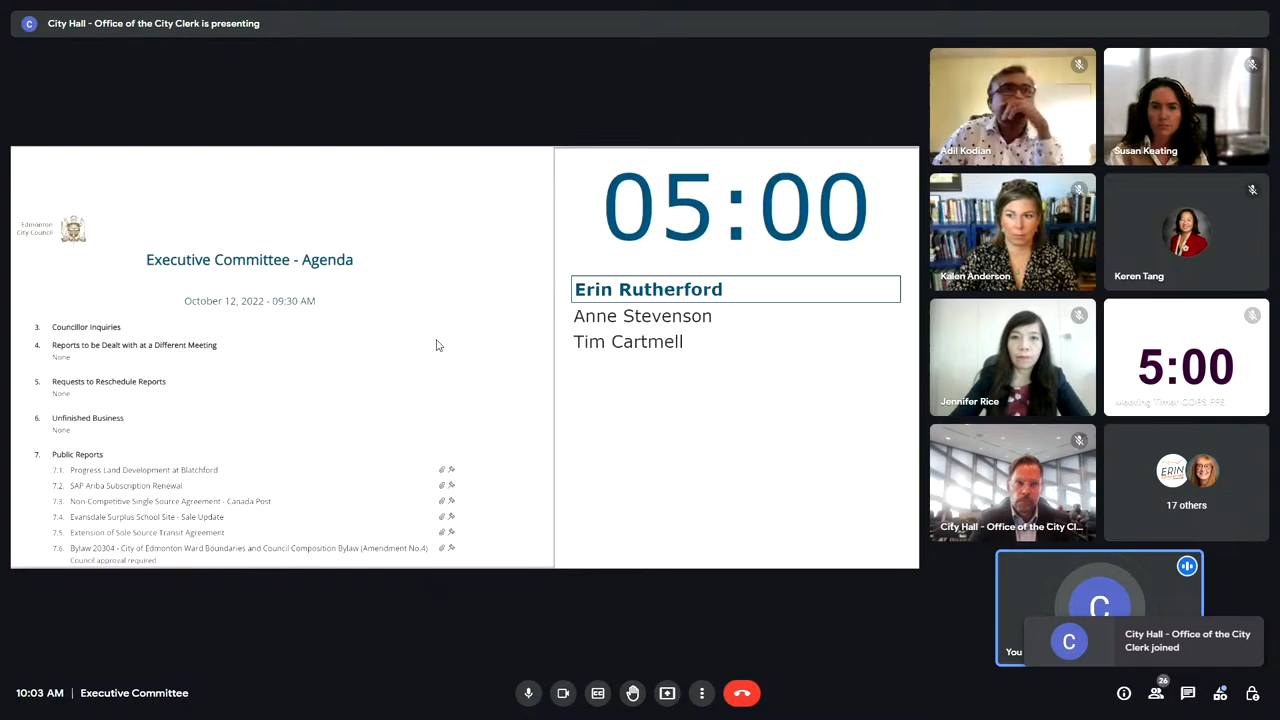 C City Hall - Office of the City Clerk is presenting
Edmonton
City Council
Executive Committee - Agenda
October 12, 2022 - 09:30 AM
3. Councillor Inquiries
4. Reports to be Dealt with at a Different Meeting
None
5. Requests to Reschedule Reports
None
6. Unfinished Business
None
7. Public Reports
7.1. Progress Land Development at Blatchford
7.2. SAP Ariba Subscription Renewal
7.3. Non-Competitive Single Source Agreement - Canada Post
7.4. Evansdale Surplus School Site - Sale Update
7.5. Extension of Sole Source Transit Agreement
7.6. Bylaw 20304 - City of Edmonton Ward Boundaries and Council Composition Bylaw (Amendment No.4)
Council approval required
05:00
Erin Rutherford
Anne Stevenson
Tim Cartmell
Adil Kodian
Susan Keating
Kalen Anderson
Keren Tang
Jennifer Rice
5:00
Meeting Timer
City Hall - Office of the City Cl...
ERIN
17 others
C
You
C City Hall - Office of the City
Clerk joined
10:03 AM | Executive Committee
26